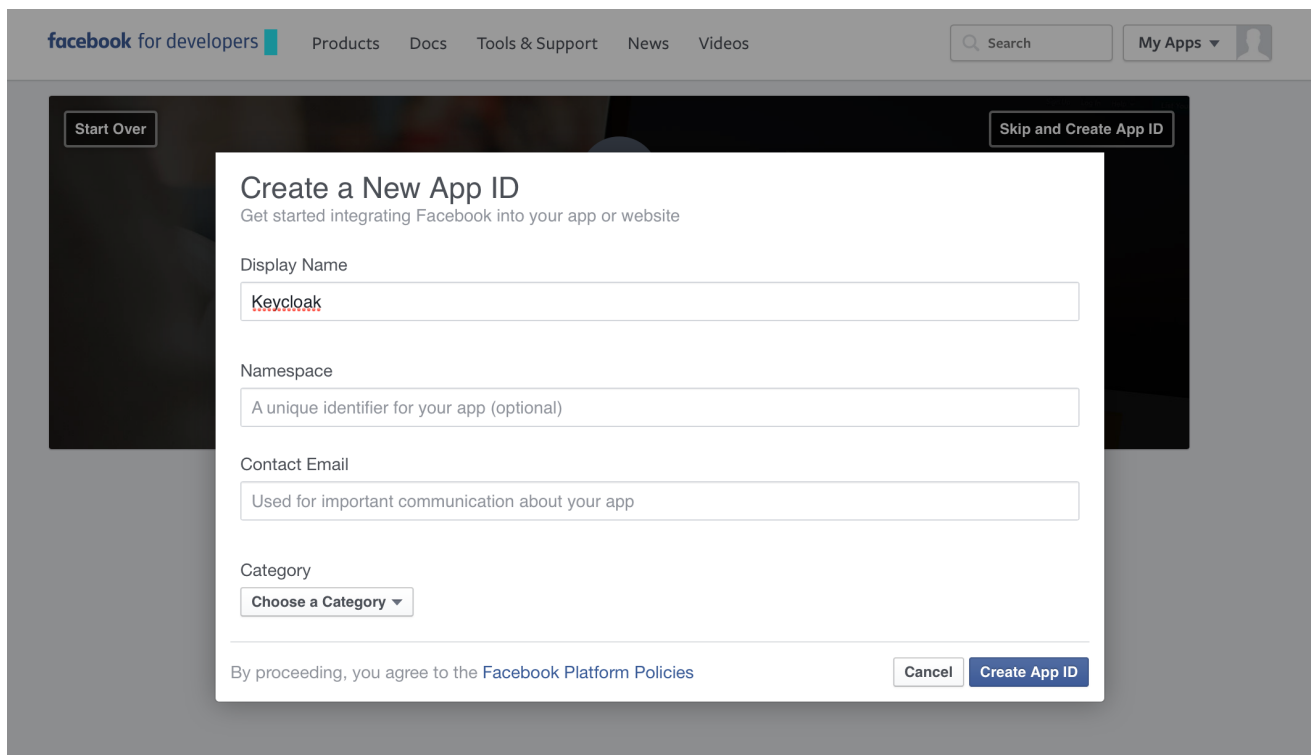 facebook for developers Products Docs Tools & Support News Videos Search My Apps
Start Over Skip and Create App ID
Create a New App ID
Get started integrating Facebook into your app or website
Display Name
Keycloak
Namespace
A unique identifier for your app (optional)
Contact Email
Used for important communication about your app
Category
Choose a Category
By proceeding, you agree to the Facebook Platform Policies Cancel Create App ID